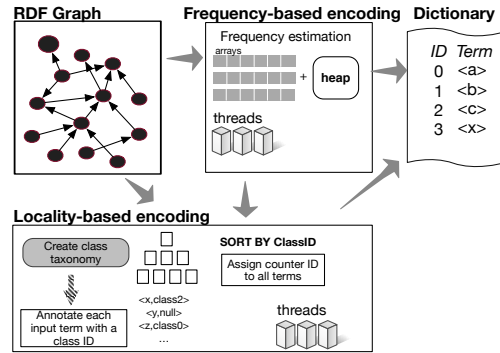 RDF Graph
Frequency-based encoding
Dictionary
Frequency estimation
arrays
+
heap
threads
ID Term
0 <a>
1 <b>
2 <c>
3 <x>
Locality-based encoding
Create class
taxonomy
Annotate each
input term with a
class ID
<x,class2>
<y,null>
<z,class0>
...
SORT BY ClassID
Assign counter ID
to all terms
threads